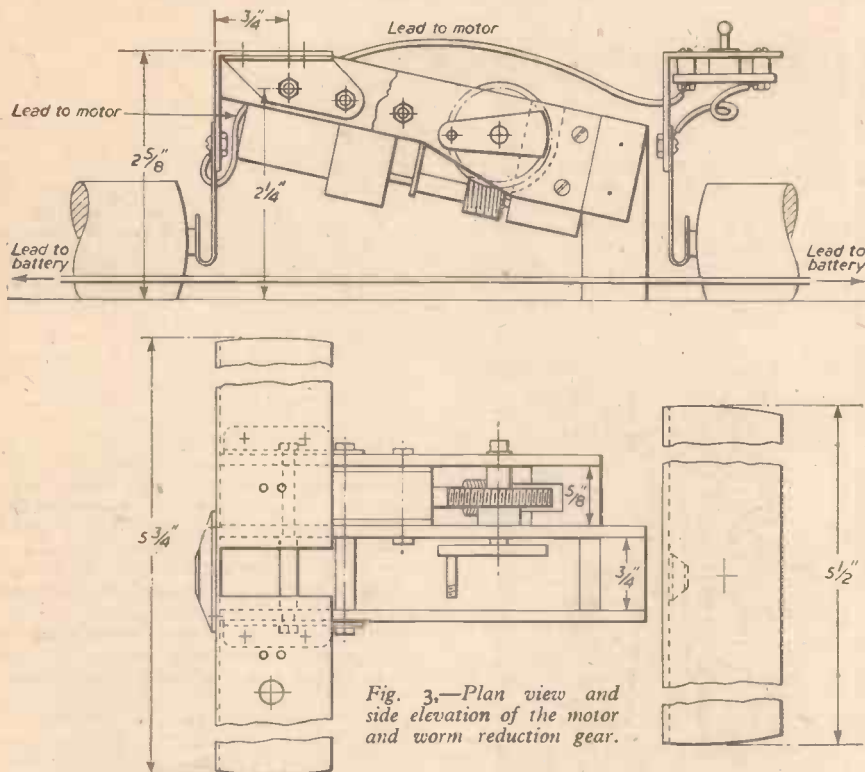 3/4"
Lead to motor
Lead to motor
2 5/8"
2 1/4"
Lead to
battery
Lead to
battery
5 3/4"
5/8"
3/4"
5 1/2"
Fig. 3.—Plan view and
side elevation of the motor
and worm reduction gear.